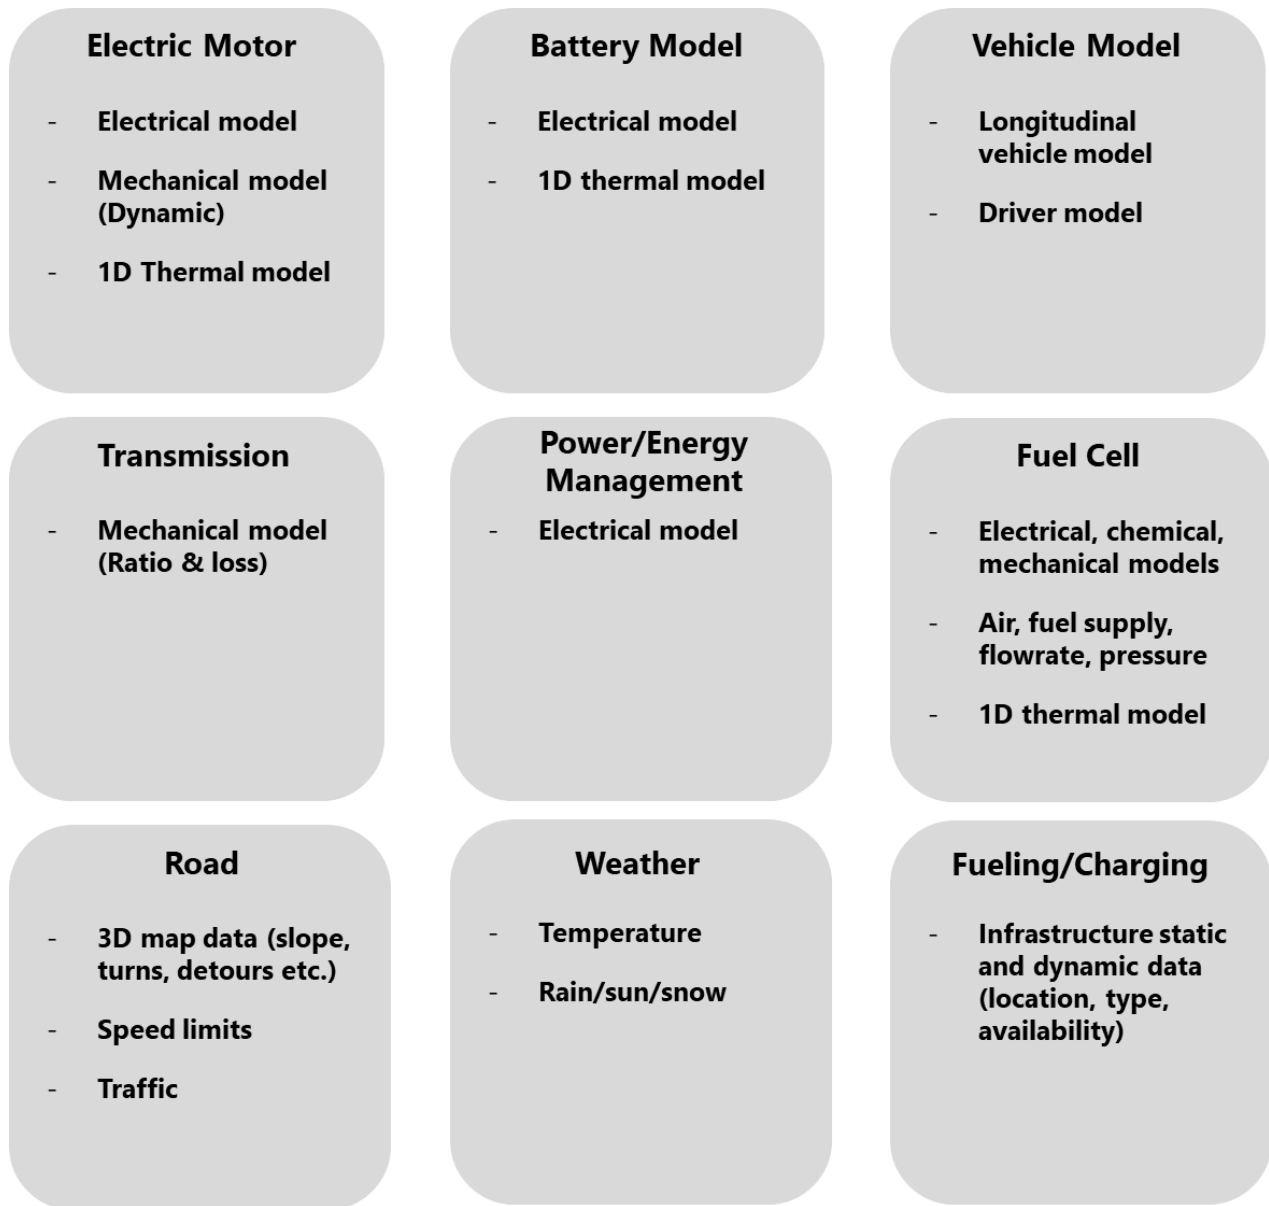 Electric Motor
- Electrical model
- Mechanical model
(Dynamic)
- 1D Thermal model
Battery Model
- Electrical model
- 1D thermal model
Vehicle Model
- Longitudinal
vehicle model
- Driver model
Transmission
- Mechanical model
(Ratio & loss)
Power/Energy
Management
- Electrical model
Fuel Cell
- Electrical, chemical,
mechanical models
- Air, fuel supply,
flowrate, pressure
- 1D thermal model
Road
- 3D map data (slope,
turns, detours etc.)
- Speed limits
- Traffic
Weather
- Temperature
- Rain/sun/snow
Fueling/Charging
- Infrastructure static
and dynamic data
(location, type,
availability)